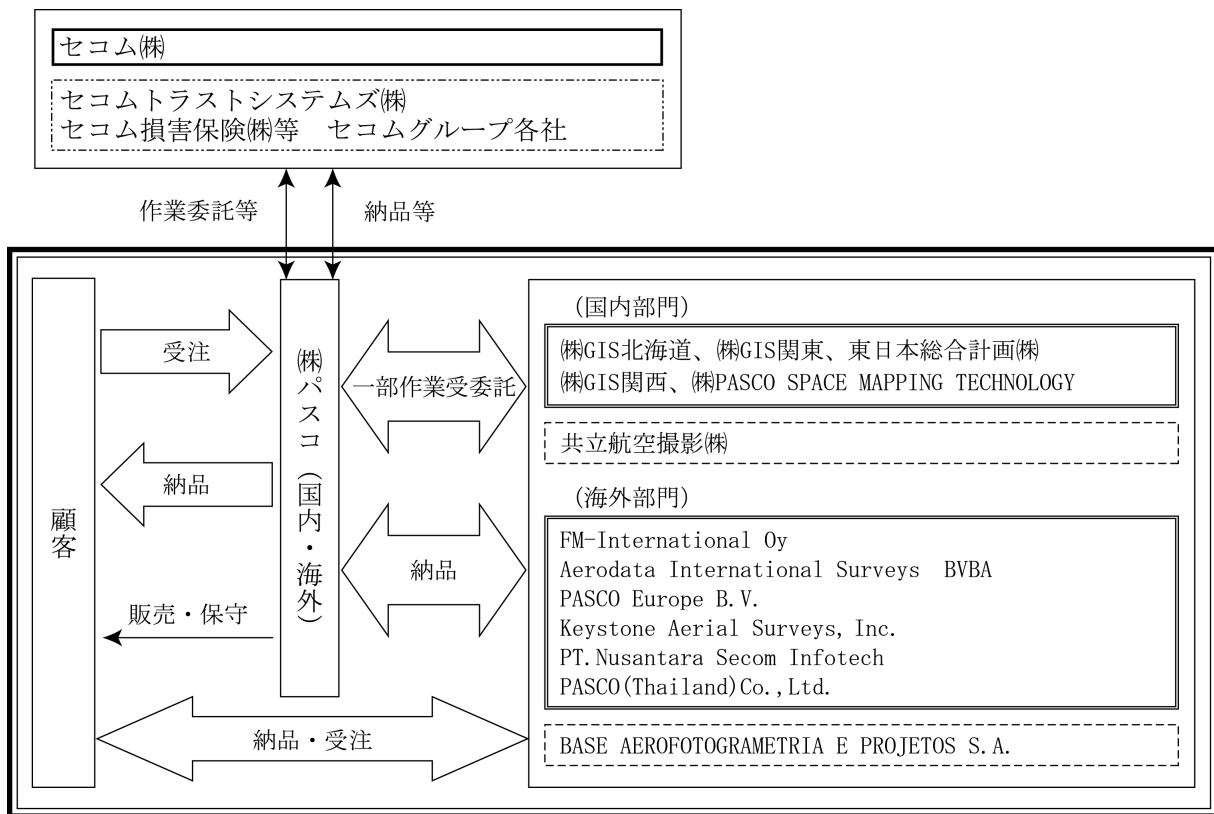 セコム㈱
セコムトラストシステムズ㈱
セコム損害保険㈱等　セコムグループ各社
作業委託等
納品等
顧客
受注
納品
販売・保守
㈱パスコ（国内・海外）
一部作業受委託
納品
納品・受注
（国内部門）
㈱GIS北海道、㈱GIS関東、東日本総合計画㈱
㈱GIS関西、㈱PASCO SPACE MAPPING TECHNOLOGY
共立航空撮影㈱
（海外部門）
FM-International Oy
Aerodata International Surveys　BVBA
PASCO Europe B.V.
Keystone Aerial Surveys, Inc.
PT.Nusantara Secom Infotech
PASCO(Thailand)Co.,Ltd.
BASE AEROFOTOGRAMETRIA E PROJETOS S.A.